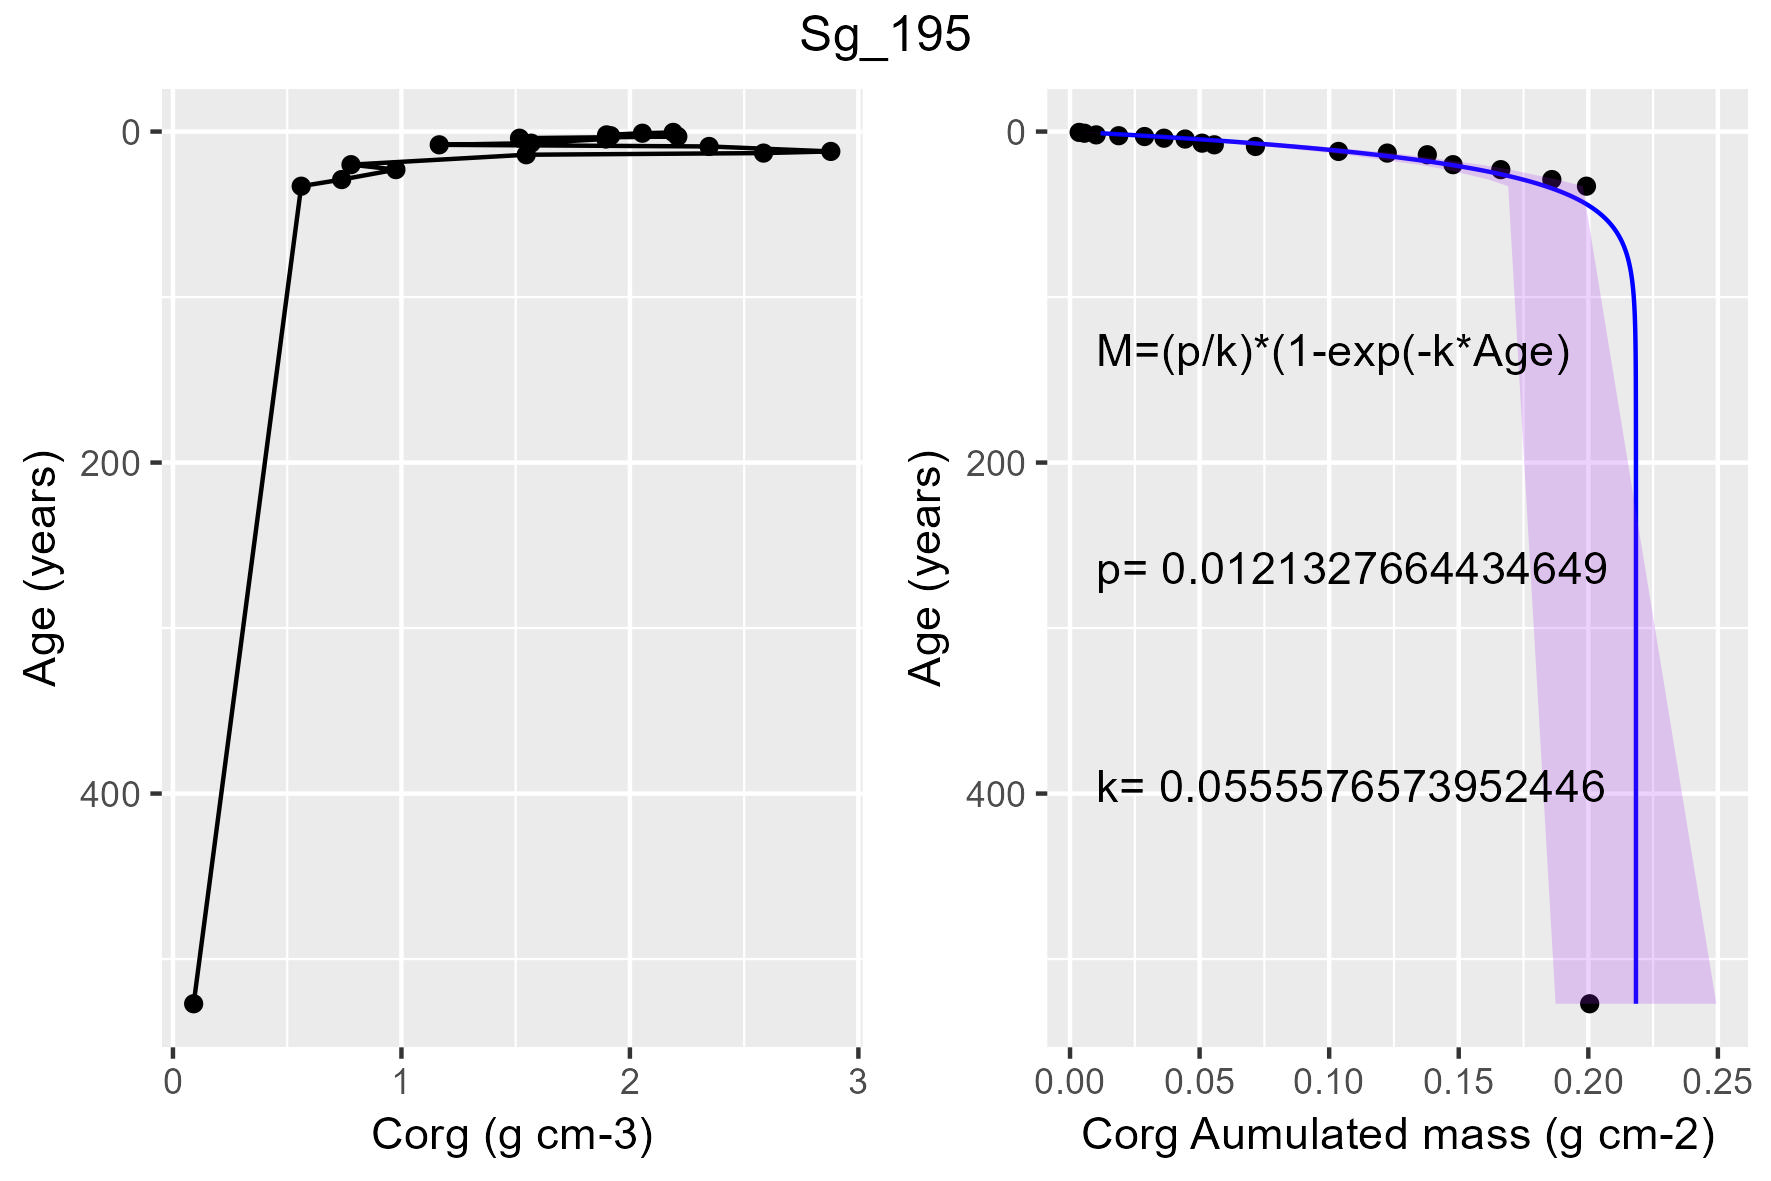 Sg_195
0
200
400
Age (years)
0
1
2
3
Corg (g cm-3)
0
200
400
Age (years)
M=(p/k)*(1-exp(-k*Age)
p= 0.0121327664434649
k= 0.0555576573952446
0.00
0.05
0.10
0.15
0.20
0.25
Corg Aumulated mass (g cm-2)